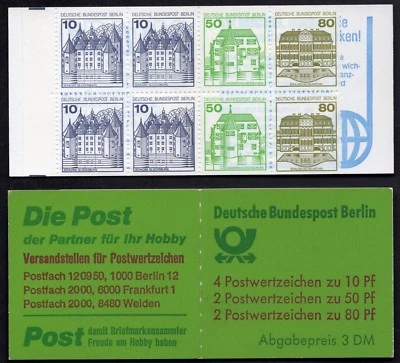 DEUTSCHE BUNDESPOST BERLIN
10
DEUTSCHE BUNDESPOST BERLIN
10
DEUTSCHE BUNDESPOST BERLIN
50
DEUTSCHE BUNDESPOST BERLIN
80
DEUTSCHE BUNDESPOST BERLIN
10
DEUTSCHE BUNDESPOST BERLIN
10
DEUTSCHE BUNDESPOST BERLIN
50
DEUTSCHE BUNDESPOST BERLIN
80
Die Post
der Partner für Ihr Hobby
Versandstellen für Postwertzeichen
Postfach 120950, 1000 Berlin 12
Postfach 2000, 6000 Frankfurt 1
Postfach 2000, 8480 Weiden
Post damit Briefmarkensammler
Freude am Hobby haben
Deutsche Bundespost Berlin
4 Postwertzeichen zu 10 Pf
2 Postwertzeichen zu 50 Pf
2 Postwertzeichen zu 80 Pf
Abgabepreis 3 DM